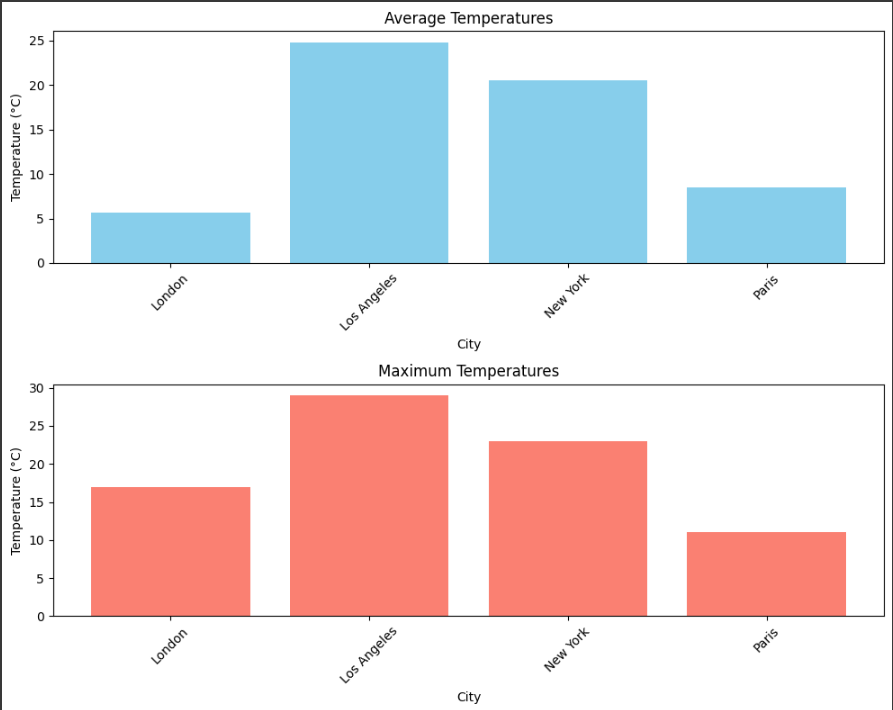 Average Temperatures
25
20
15
10
5
0
Temperature (°C)
London
Los Angeles
New York
Paris
City
Maximum Temperatures
30
25
20
15
10
5
0
Temperature (°C)
London
Los Angeles
New York
Paris
City